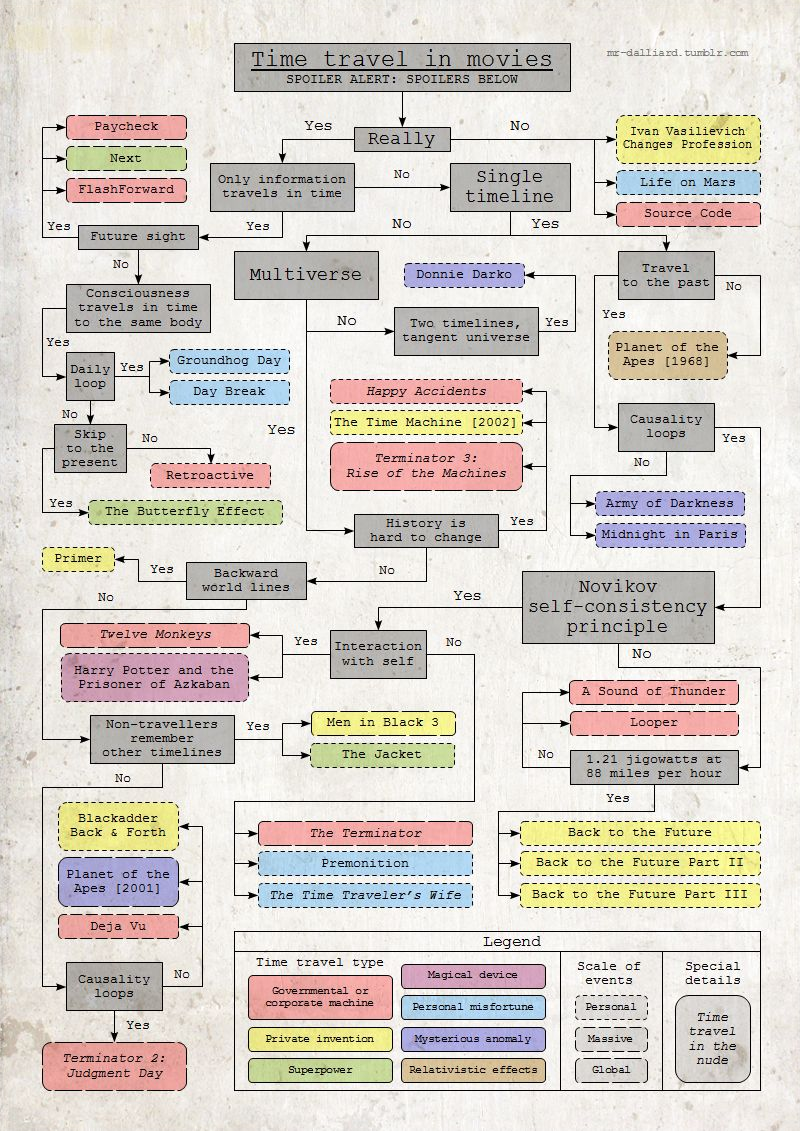 mr-dalliard.tumblr.com
Time travel in movies
SPOILER ALERT: SPOILERS BELOW
Really
Yes
No
Ivan Vasilievich
Changes Profession
Life on Mars
Source Code
Only information
travels in time
No
Single
timeline
Yes
Paycheck
Next
FlashForward
Yes
Future sight
No
No
Yes
Multiverse
Donnie Darko
Travel
to the past
No
Yes
Planet of the
Apes [1968]
Consciousness
travels in time
to the same body
Yes
No
Two timelines,
tangent universe
Yes
Daily
loop
Yes
Groundhog Day
Day Break
No
Skip
to the
present
No
Retroactive
Yes
The Butterfly Effect
Yes
Happy Accidents
The Time Machine [2002]
Terminator 3:
Rise of the Machines
Causality
loops
Yes
No
Army of Darkness
Midnight in Paris
History is
hard to change
Yes
No
Primer
Yes
Backward
world lines
No
Novikov
self-consistency
principle
Yes
No
Interaction
with self
Yes
No
Twelve Monkeys
Harry Potter and the
Prisoner of Azkaban
A Sound of Thunder
Looper
No
1.21 jigowatts at
88 miles per hour
Yes
Non-travellers
remember
other timelines
Yes
Men in Black 3
The Jacket
No
Blackadder
Back & Forth
Planet of the
Apes [2001]
Deja Vu
The Terminator
Premonition
The Time Traveler's Wife
Back to the Future
Back to the Future Part II
Back to the Future Part III
Causality
loops
No
Yes
Terminator 2:
Judgment Day
Legend
Time travel type
Governmental or
corporate machine
Private invention
Superpower
Magical device
Personal misfortune
Mysterious anomaly
Relativistic effects
Scale of
events
Personal
Massive
Global
Special
details
Time
travel
in the
nude